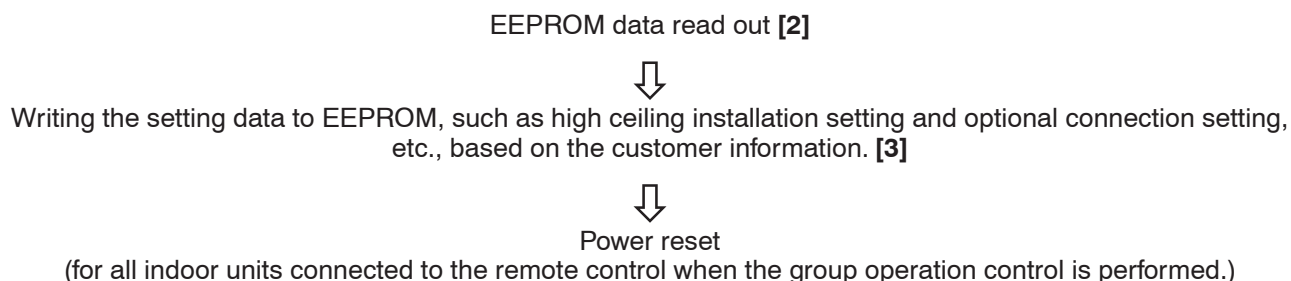 EEPROM data read out [2]
Writing the setting data to EEPROM, such as high ceiling installation setting and optional connection setting,
etc., based on the customer information. [3]
Power reset
(for all indoor units connected to the remote control when the group operation control is performed.)